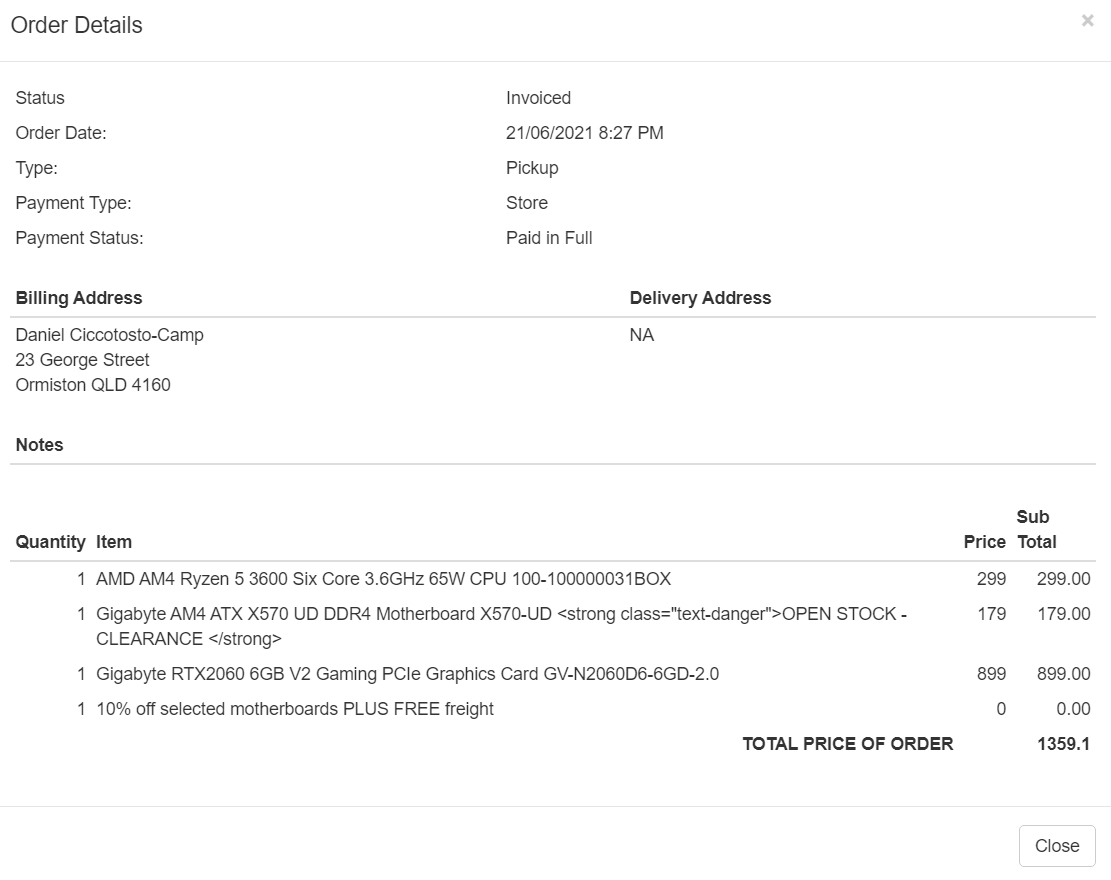 Order Details
×
Status Invoiced
Order Date: 21/06/2021 8:27 PM
Type: Pickup
Payment Type: Store
Payment Status: Paid in Full
Billing Address Delivery Address
Daniel Ciccotosto-Camp NA
23 George Street
Ormiston QLD 4160
Notes
Sub
Quantity Item Price Total
1 AMD AM4 Ryzen 5 3600 Six Core 3.6GHz 65W CPU 100-100000031BOX 299 299.00
1 Gigabyte AM4 ATX X570 UD DDR4 Motherboard X570-UD <strong class="text-danger">OPEN STOCK - 179 179.00
CLEARANCE </strong>
1 Gigabyte RTX2060 6GB V2 Gaming PCIe Graphics Card GV-N2060D6-6GD-2.0 899 899.00
1 10% off selected motherboards PLUS FREE freight 0 0.00
TOTAL PRICE OF ORDER 1359.1
Close